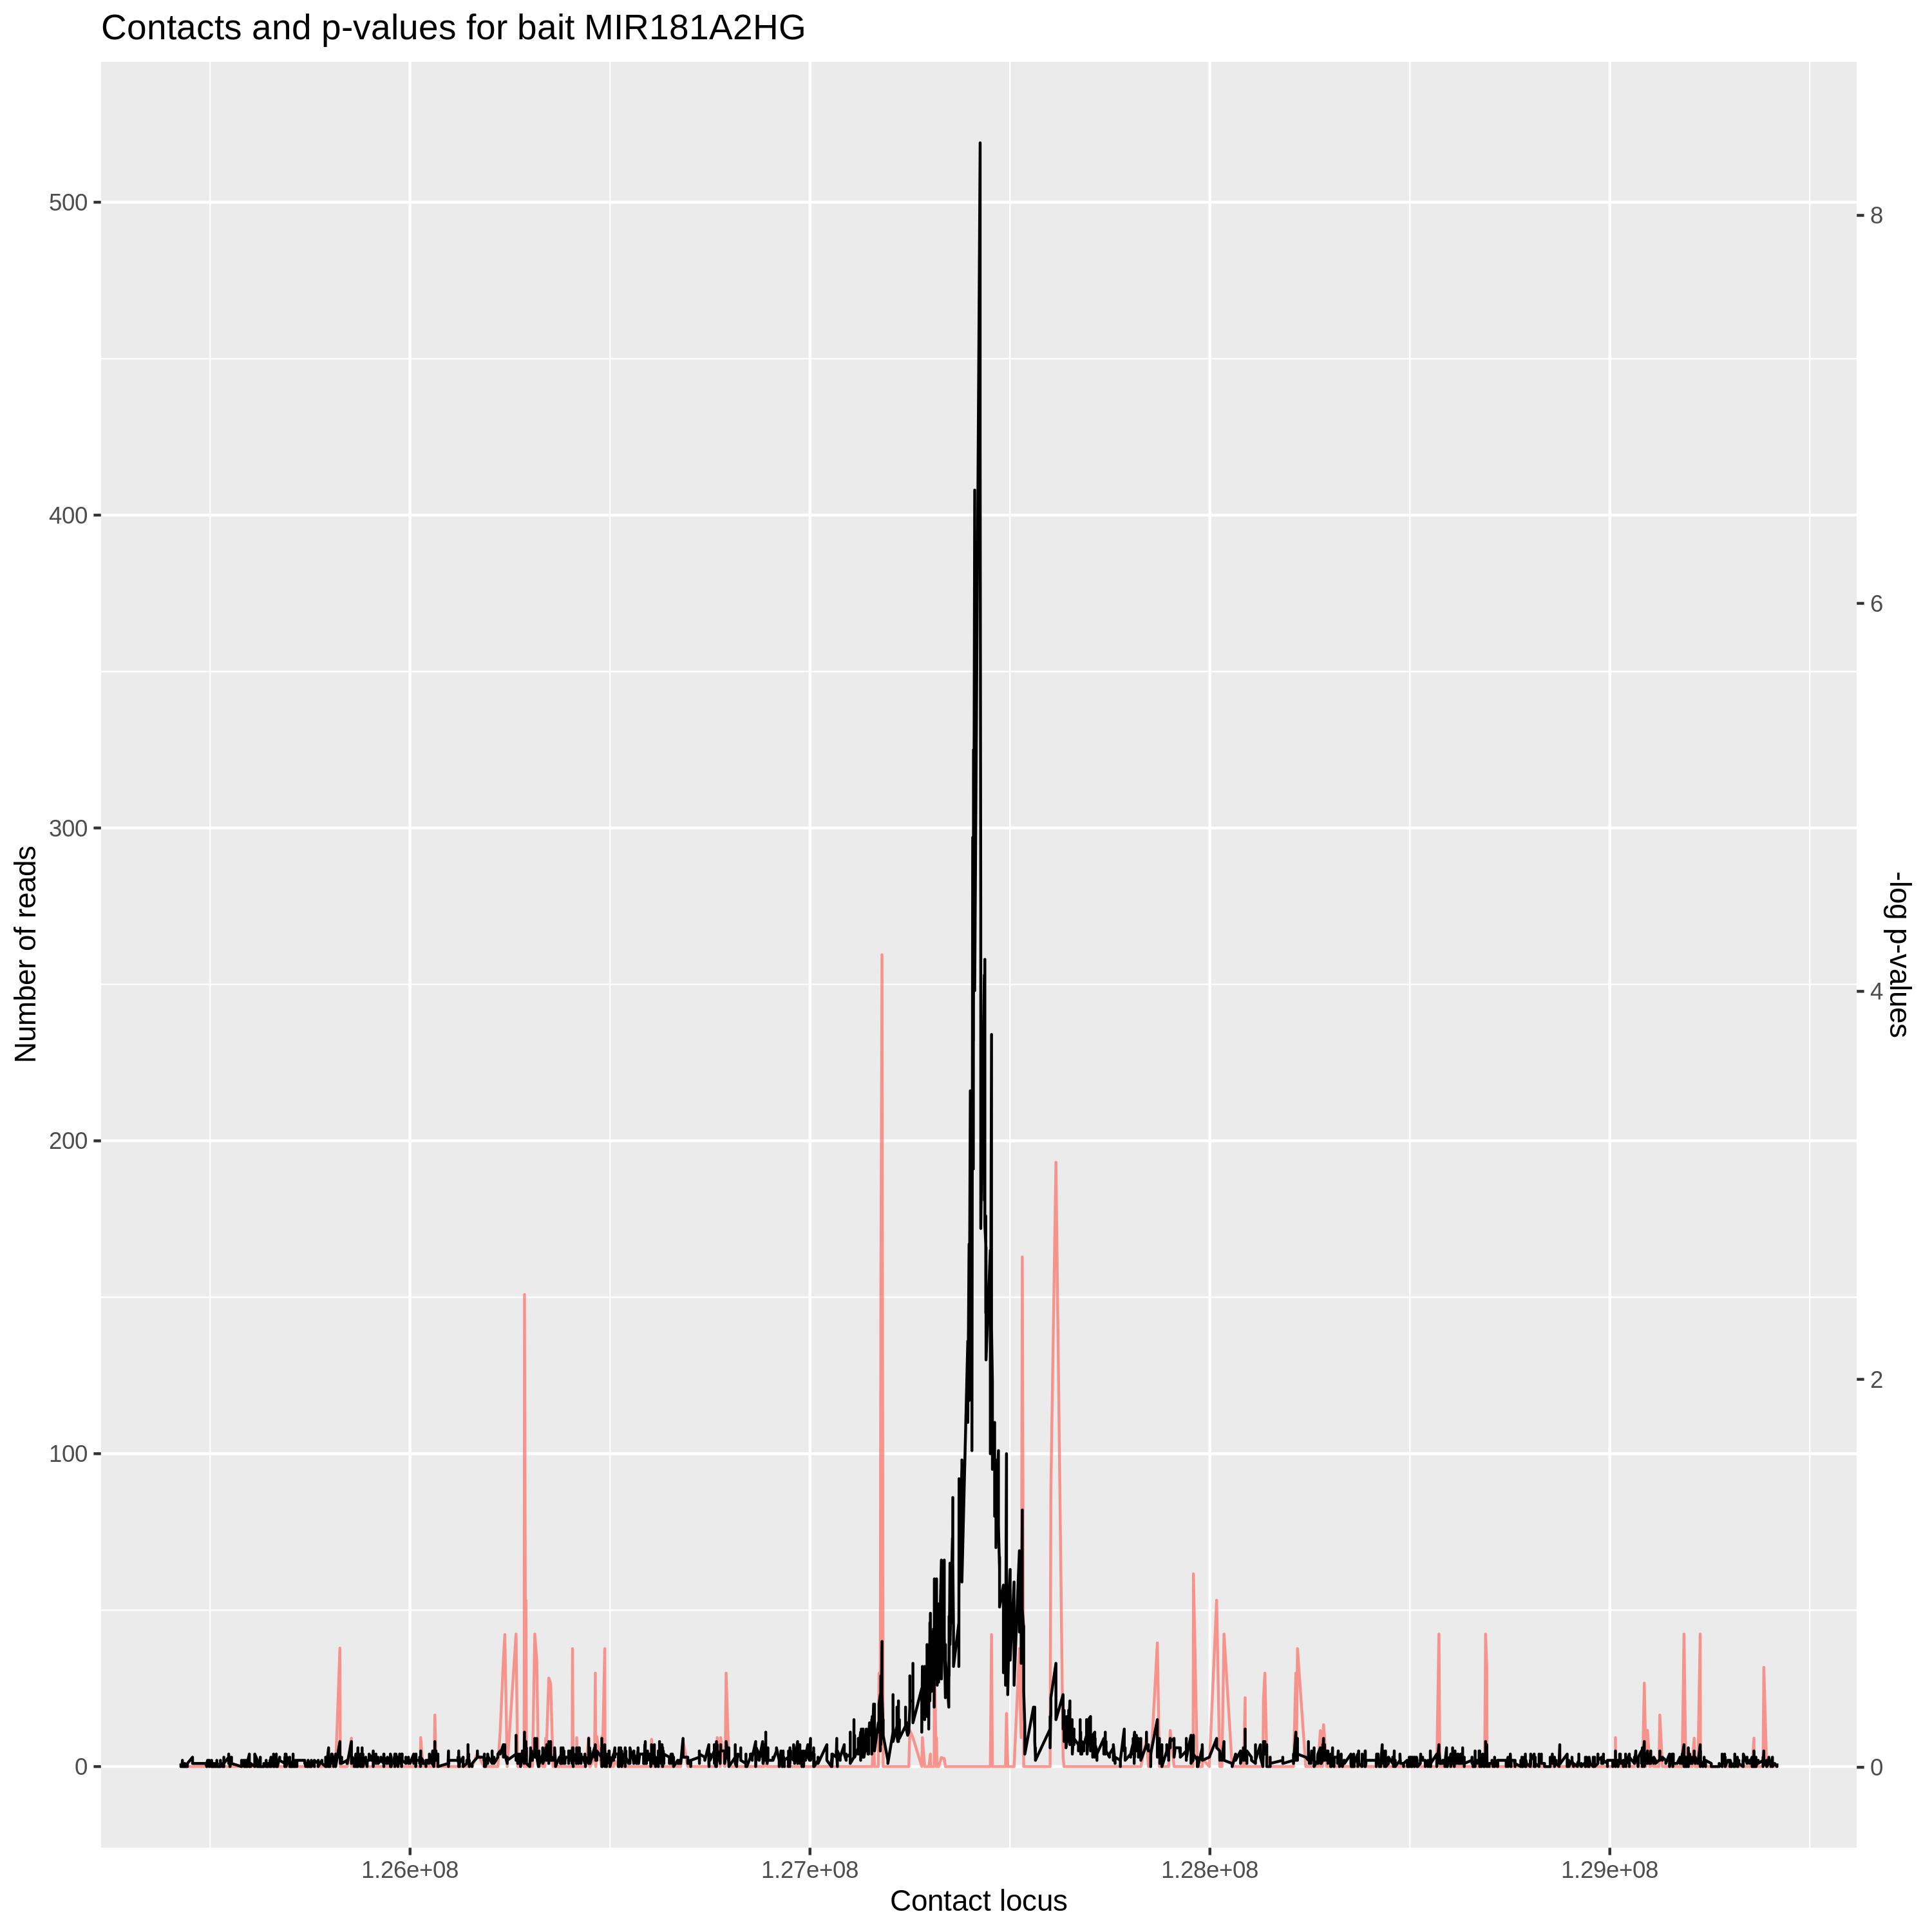 Contacts and p-values for bait MIR181A2HG
500
400
300
200
100
0
Number of reads
8
6
4
2
0
-log p-values
1.26e+08
1.27e+08
1.28e+08
1.29e+08
Contact locus